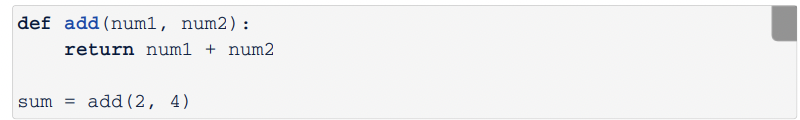 def add(num1, num2):
    return num1 + num2

sum = add(2, 4)